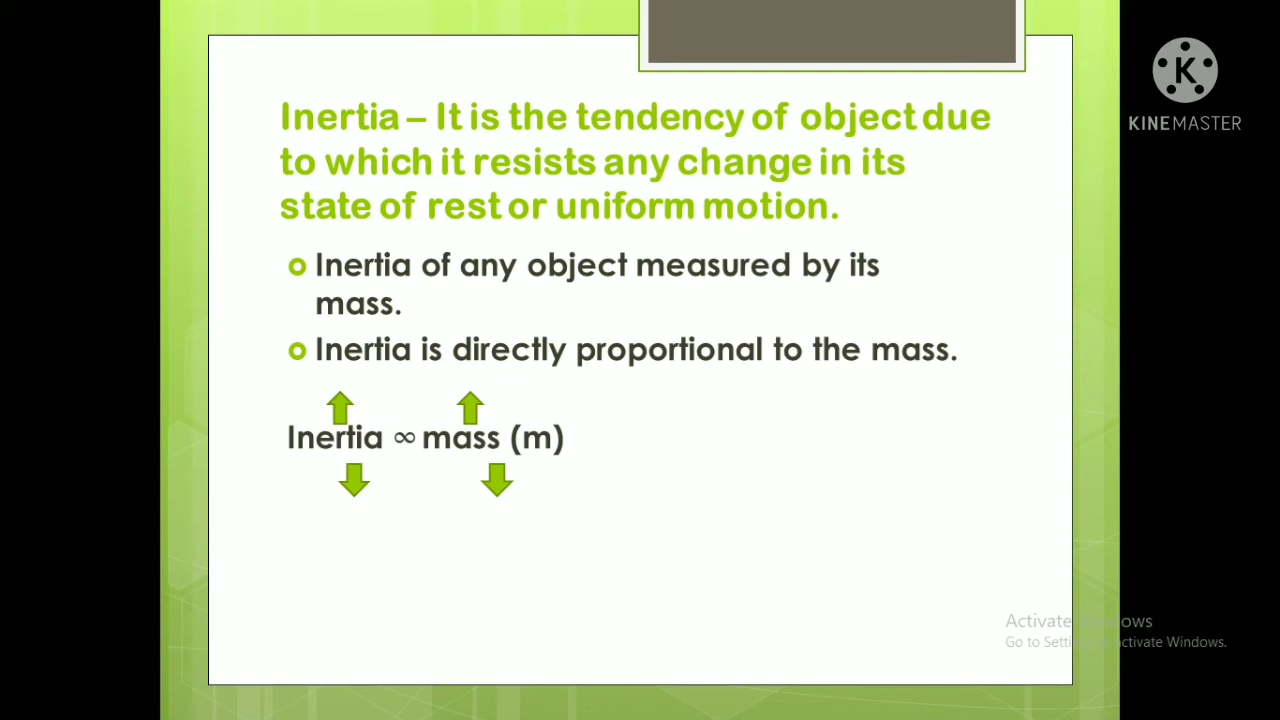 Inertia – It is the tendency of object due
to which it resists any change in its
state of rest or uniform motion.
Inertia of any object measured by its
mass.
Inertia is directly proportional to the mass.
Inertia ∞ mass (m)
K
KINEMASTER
Activate Windows
Go to Settings to activate Windows.